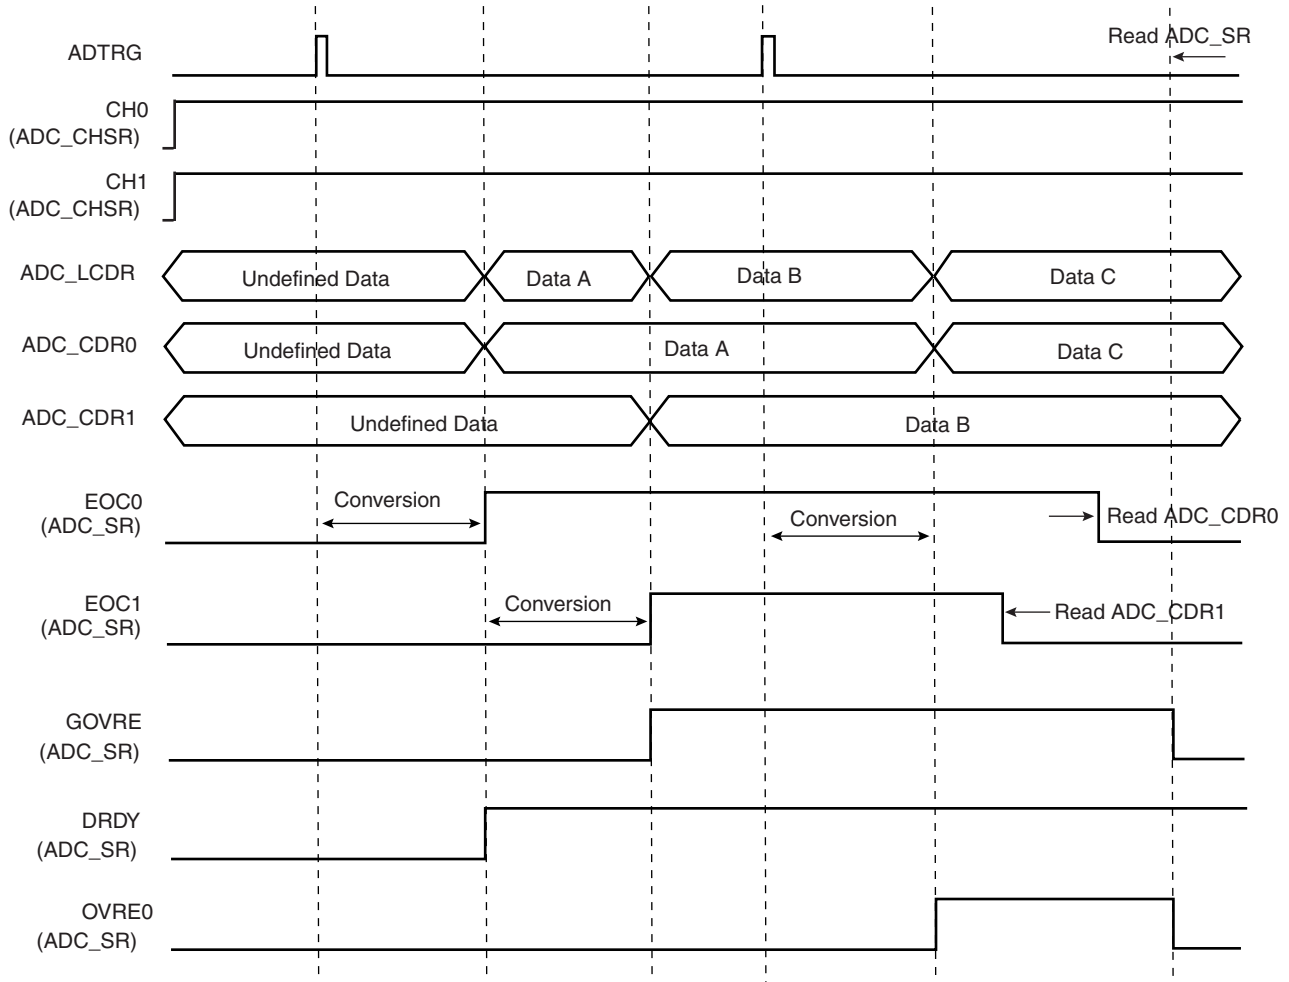 ADTRG
Read ADC_SR
CH0
(ADC_CHSR)
CH1
(ADC_CHSR)
ADC_LCDR
Undefined Data
Data A
Data B
Data C
ADC_CDR0
Undefined Data
Data A
Data C
ADC_CDR1
Undefined Data
Data B
EOC0
(ADC_SR)
Conversion
Conversion
Read ADC_CDR0
EOC1
(ADC_SR)
Conversion
Read ADC_CDR1
GOVRE
(ADC_SR)
DRDY
(ADC_SR)
OVRE0
(ADC_SR)